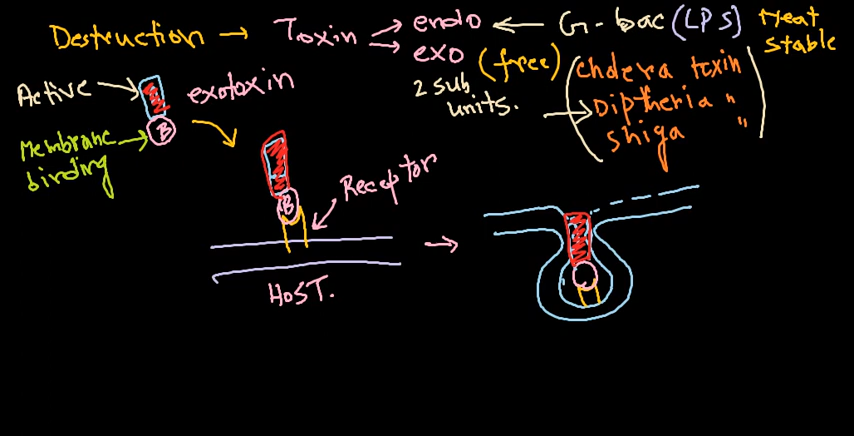 Destruction → Toxin → endo ← G-bac (LPS) Heat stable
→ exo (free)
2 sub units.
(Cholera toxin
→ Diptheria "
Shiga ")
Active → exotoxin
B
Membrane binding →
B
Receptor
HOST.